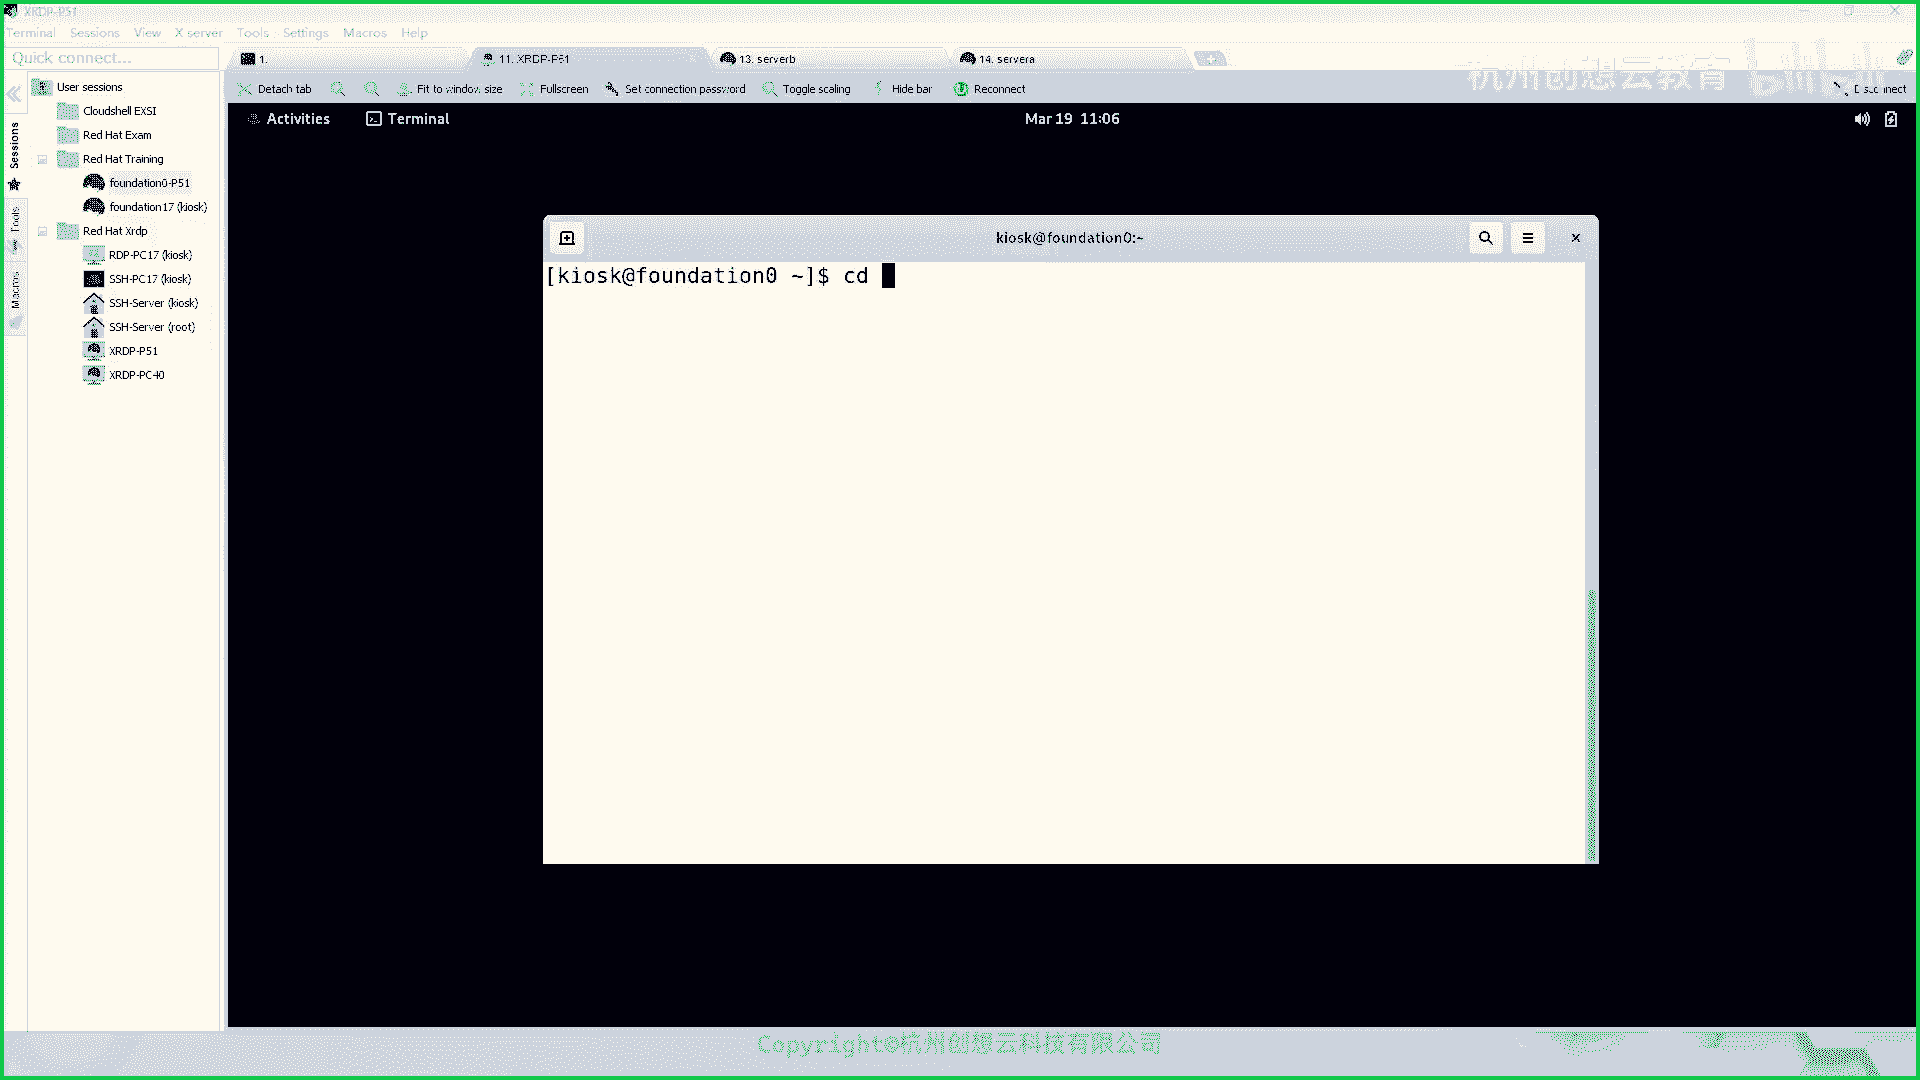 XRDP-P51
Terminal Sessions View X server Tools Settings Macros Help
Quick connect...
1.
11. XRDP-P51
13. serverb
14. servera
杭州创想云教育 bilibili
Detach tab
Fit to window size
Fullscreen
Set connection password
Toggle scaling
Hide bar
Reconnect
Disconnect
Sessions
Tools
Macros
User sessions
Cloudshell EXSI
Red Hat Exam
Red Hat Training
foundation0-P51
foundation17 (kiosk)
Red Hat Xrdp
RDP-PC17 (kiosk)
SSH-PC17 (kiosk)
SSH-Server (kiosk)
SSH-Server (root)
XRDP-P51
XRDP-PC40
Activities
Terminal
Mar 19 11:06
kiosk@foundation0:~
[kiosk@foundation0 ~]$ cd
Copyright@杭州创想云科技有限公司